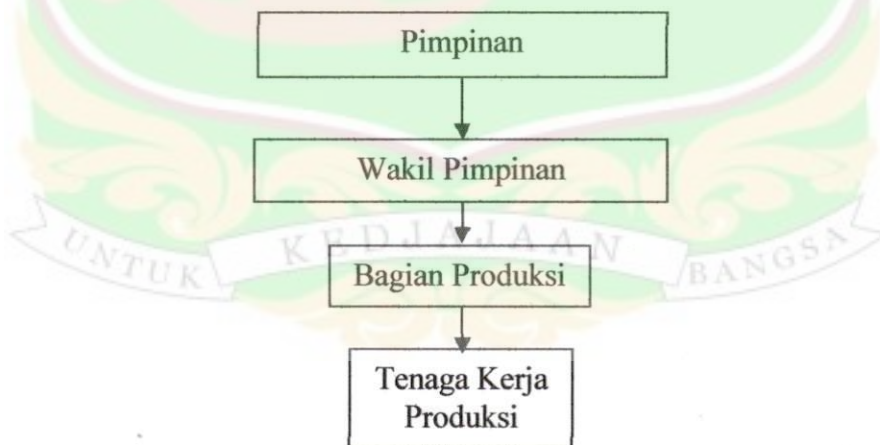 Pimpinan
Wakil Pimpinan
UNTUK KEDJAJAAN BANGSA
Bagian Produksi
Tenaga Kerja
Produksi